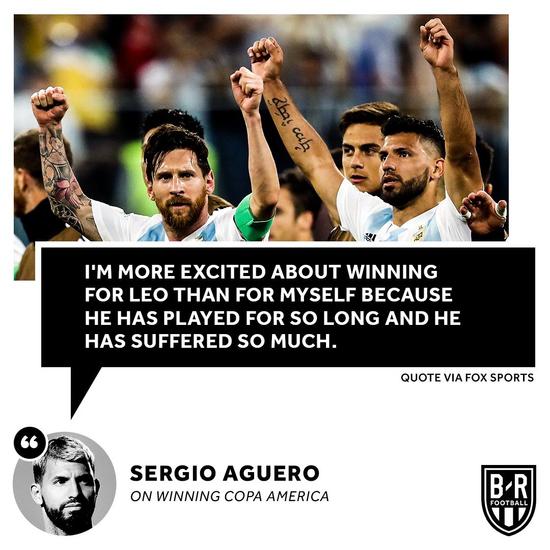 I'M MORE EXCITED ABOUT WINNING
FOR LEO THAN FOR MYSELF BECAUSE
HE HAS PLAYED FOR SO LONG AND HE
HAS SUFFERED SO MUCH.
QUOTE VIA FOX SPORTS
SERGIO AGUERO
ON WINNING COPA AMERICA
B R
FOOTBALL